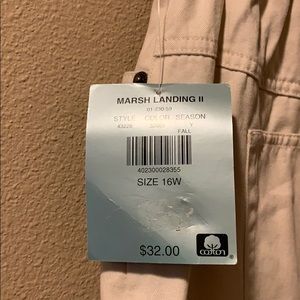 MARSH LANDING II
STYLE COLOR SEASON
FALL
402300028355
SIZE 16W
$32.00
cotton